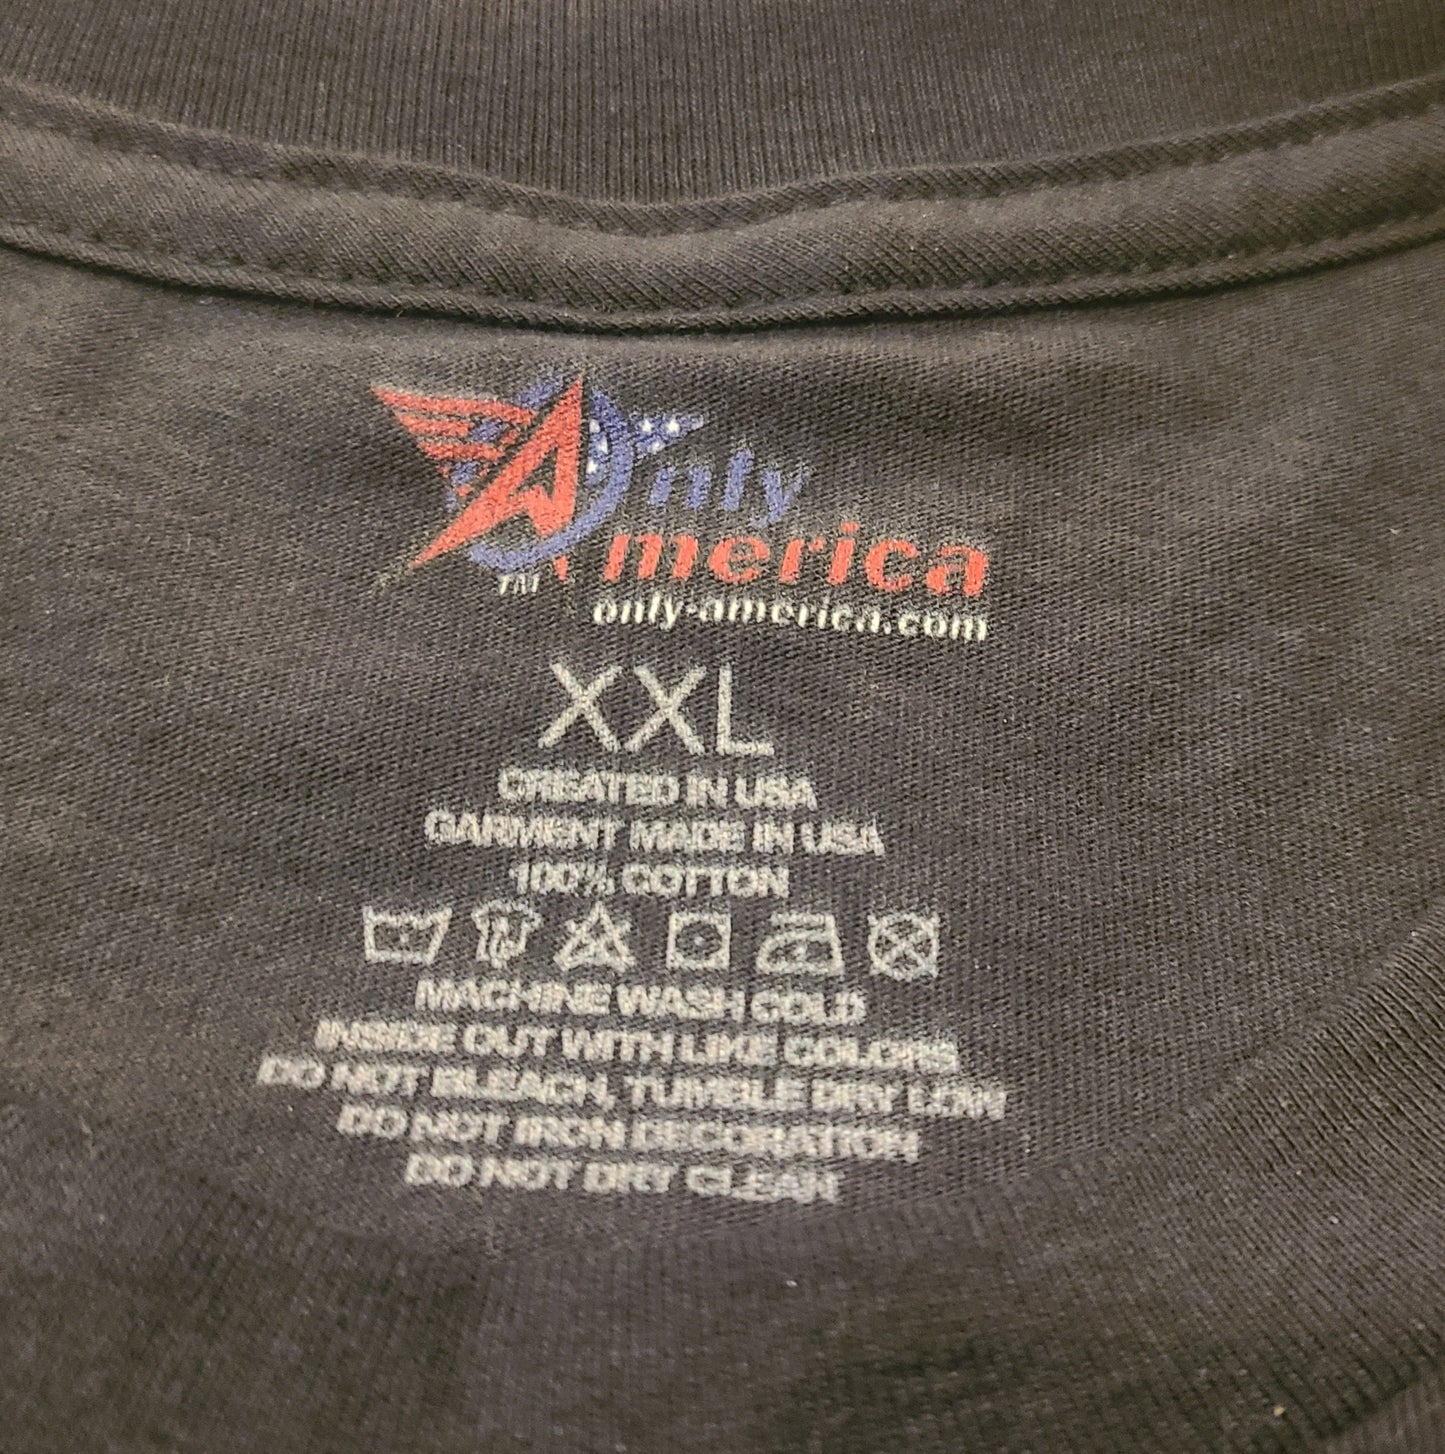 Only
America
TM
only-america.com
XXL
CREATED IN USA
GARMENT MADE IN USA
100% COTTON
MACHINE WASH COLD
INSIDE OUT WITH LIKE COLORS
DO NOT BLEACH, TUMBLE DRY LOW
DO NOT IRON DECORATION
DO NOT DRY CLEAN